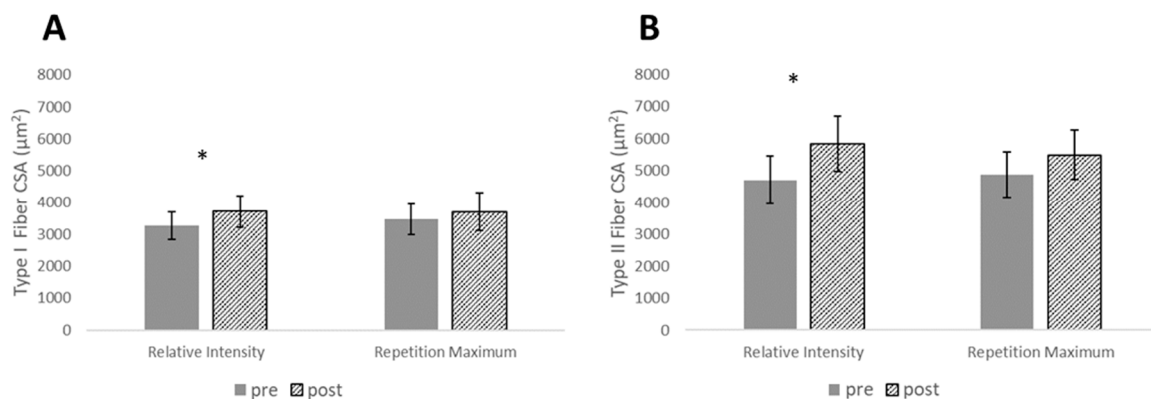 A
Type I Fiber CSA (µm²)
8000
7000
6000
5000
4000
3000
2000
1000
0
*
Relative Intensity
Repetition Maximum
pre
post
B
Type II Fiber CSA (µm²)
8000
7000
6000
5000
4000
3000
2000
1000
0
*
Relative Intensity
Repetition Maximum
pre
post